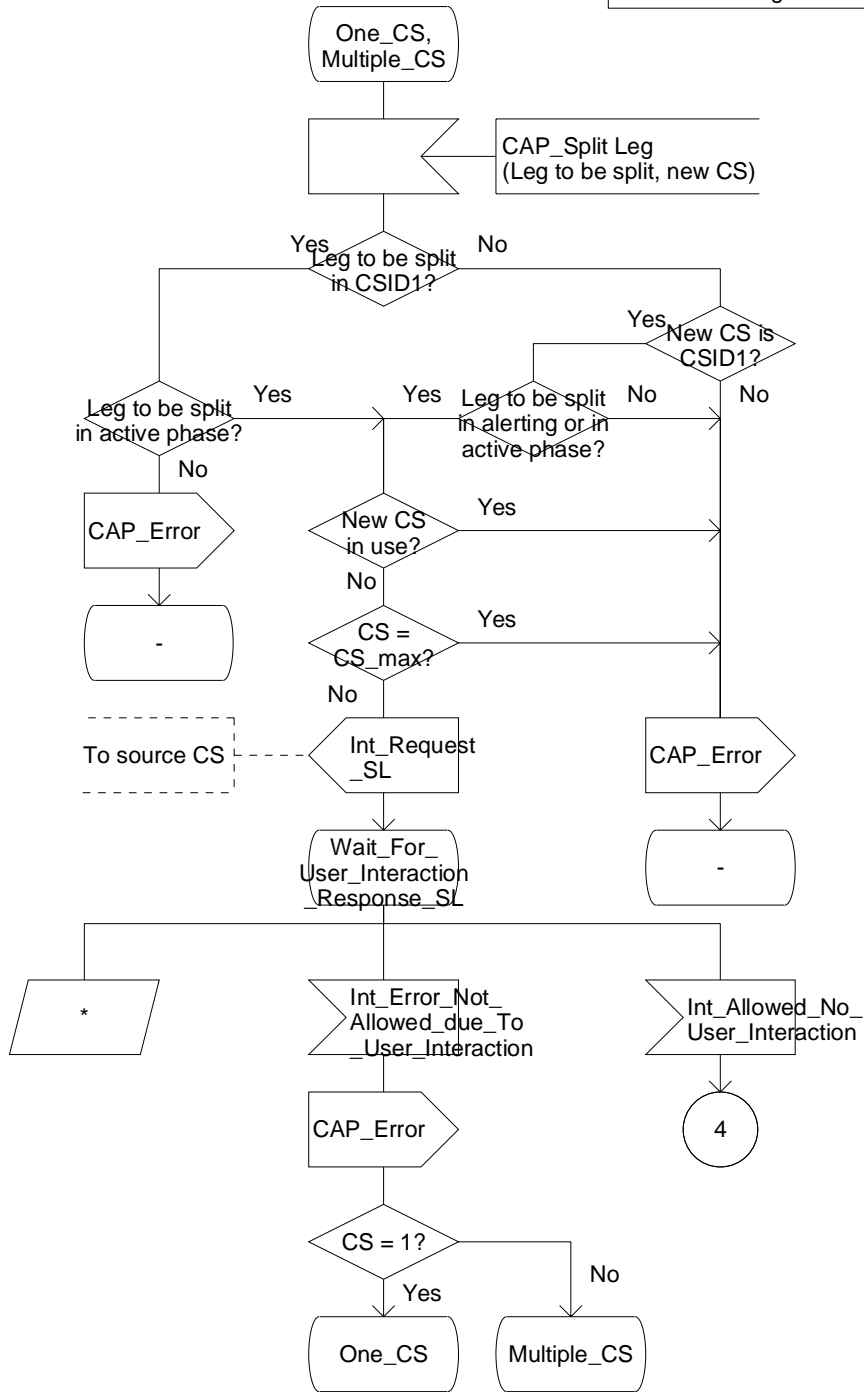 One_CS,
Multiple_CS
CAP_Split Leg
(Leg to be split, new CS)
Yes
Leg to be split
in CSID1?
No
Yes
New CS is
CSID1?
No
Leg to be split
in active phase?
Yes
No
Yes
Leg to be split
in alerting or in
active phase?
No
CAP_Error
-
New CS
in use?
Yes
No
CS =
CS_max?
Yes
No
To source CS
Int_Request
_SL
CAP_Error
-
Wait_For_
User_Interaction
_Response_SL
*
Int_Error_Not_
Allowed_due_To
_User_Interaction
Int_Allowed_No_
User_Interaction
CAP_Error
4
CS = 1?
No
Yes
One_CS
Multiple_CS